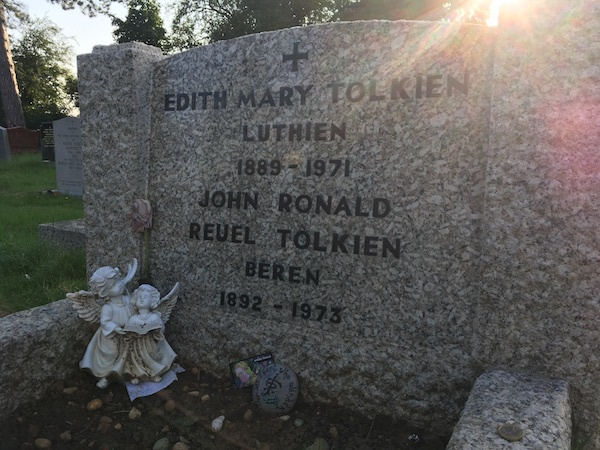 EDITH MARY TOLKIEN
LUTHIEN
1889 - 1971
JOHN RONALD
REUEL TOLKIEN
BEREN
1892 - 1973